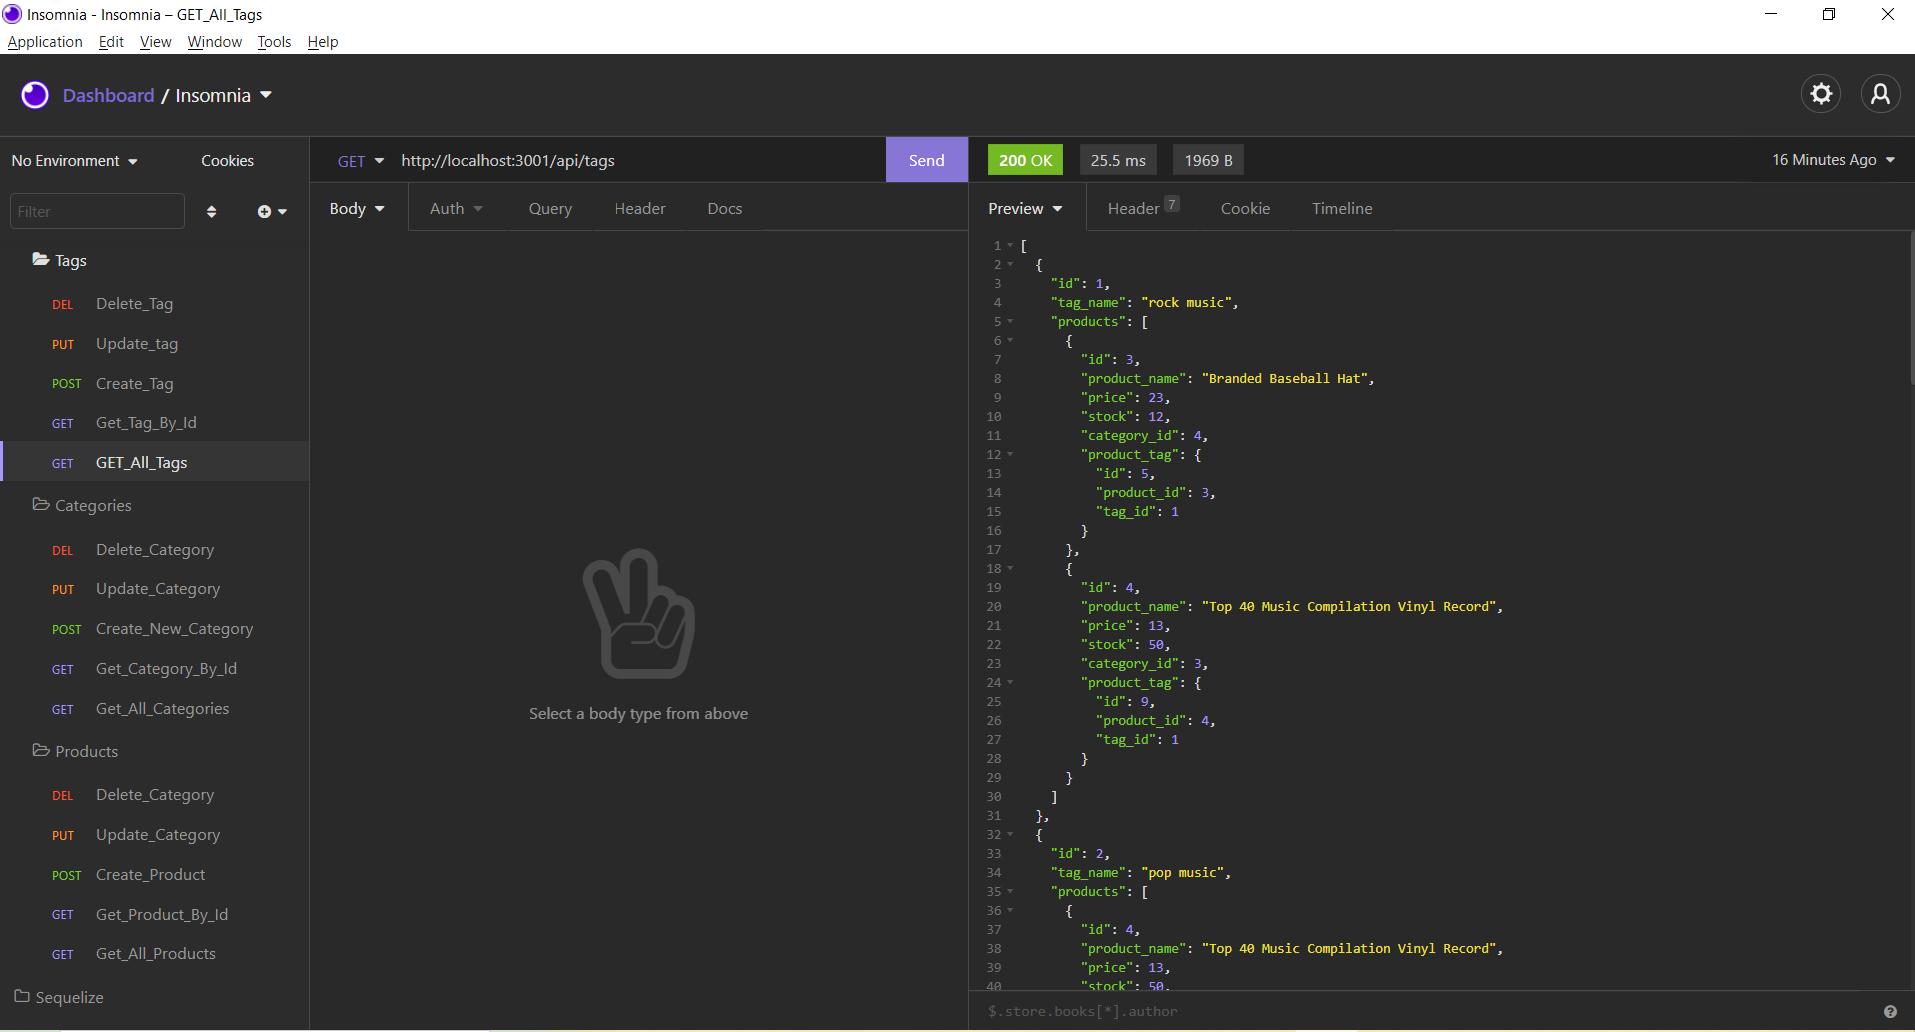 Insomnia - Insomnia – GET_All_Tags
Application Edit View Window Tools Help
Dashboard / Insomnia
No Environment Cookies
Filter
Tags
DEL Delete_Tag
PUT Update_tag
POST Create_Tag
GET Get_Tag_By_Id
GET GET_All_Tags
Categories
DEL Delete_Category
PUT Update_Category
POST Create_New_Category
GET Get_Category_By_Id
GET Get_All_Categories
Products
DEL Delete_Category
PUT Update_Category
POST Create_Product
GET Get_Product_By_Id
GET Get_All_Products
Sequelize
GET http://localhost:3001/api/tags Send
Body Auth Query Header Docs
Select a body type from above
200 OK 25.5 ms 1969 B 16 Minutes Ago
Preview Header 7 Cookie Timeline
1 [
2 {
3 "id": 1,
4 "tag_name": "rock music",
5 "products": [
6 {
7 "id": 3,
8 "product_name": "Branded Baseball Hat",
9 "price": 23,
10 "stock": 12,
11 "category_id": 4,
12 "product_tag": {
13 "id": 5,
14 "product_id": 3,
15 "tag_id": 1
16 }
17 },
18 {
19 "id": 4,
20 "product_name": "Top 40 Music Compilation Vinyl Record",
21 "price": 13,
22 "stock": 50,
23 "category_id": 3,
24 "product_tag": {
25 "id": 9,
26 "product_id": 4,
27 "tag_id": 1
28 }
29 }
30 ]
31 },
32 {
33 "id": 2,
34 "tag_name": "pop music",
35 "products": [
36 {
37 "id": 4,
38 "product_name": "Top 40 Music Compilation Vinyl Record",
39 "price": 13,
40 "stock": 50,
$.store.books[*].author